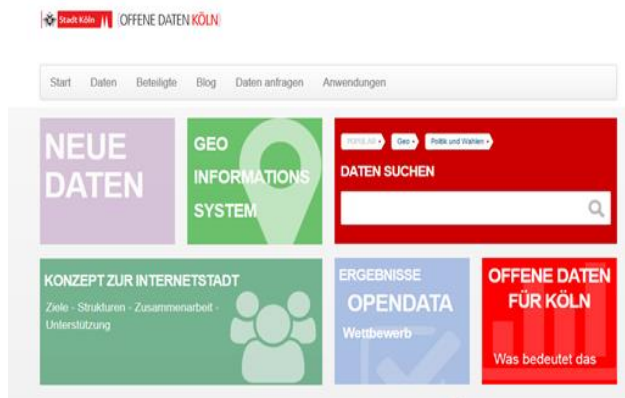 Stadt Köln OFFENE DATEN KÖLN
Start Daten Beteiligte Blog Daten anfragen Anwendungen
NEUE
DATEN
GEO
INFORMATIONS
SYSTEM
POPULAR Geo Politik und Wahlen
DATEN SUCHEN
KONZEPT ZUR INTERNETSTADT
Ziele - Strukturen - Zusammenarbeit -
Unterstützung
ERGEBNISSE
OPENDATA
Wettbewerb
OFFENE DATEN
FÜR KÖLN
Was bedeutet das